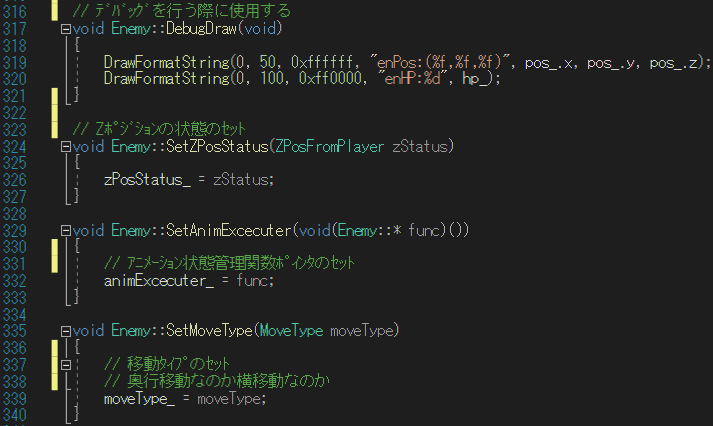 316 // ﾃﾞﾊﾞｯｸﾞを行う際に使用する
317 void Enemy::DebugDraw(void)
318 {
319 DrawFormatString(0, 50, 0xffffff, "enPos:(%f,%f,%f)", pos_.x, pos_.y, pos_.z);
320 DrawFormatString(0, 100, 0xff0000, "enHP:%d", hp_);
321 }
322
323 // Zﾎﾟｼﾞｼｮﾝの状態のセット
324 void Enemy::SetZPosStatus(ZPosFromPlayer zStatus)
325 {
326 zPosStatus_ = zStatus;
327 }
328
329 void Enemy::SetAnimExcecuter(void(Enemy::* func)())
330 {
331 // ｱﾆﾒｰｼｮﾝ状態管理関数ﾎﾟｲﾝﾀのセット
332 animExcecuter_ = func;
333 }
334
335 void Enemy::SetMoveType(MoveType moveType)
336 {
337 // 移動ﾀｲﾌﾟのセット
338 // 奥行移動なのか横移動なのか
339 moveType_ = moveType;
340 }